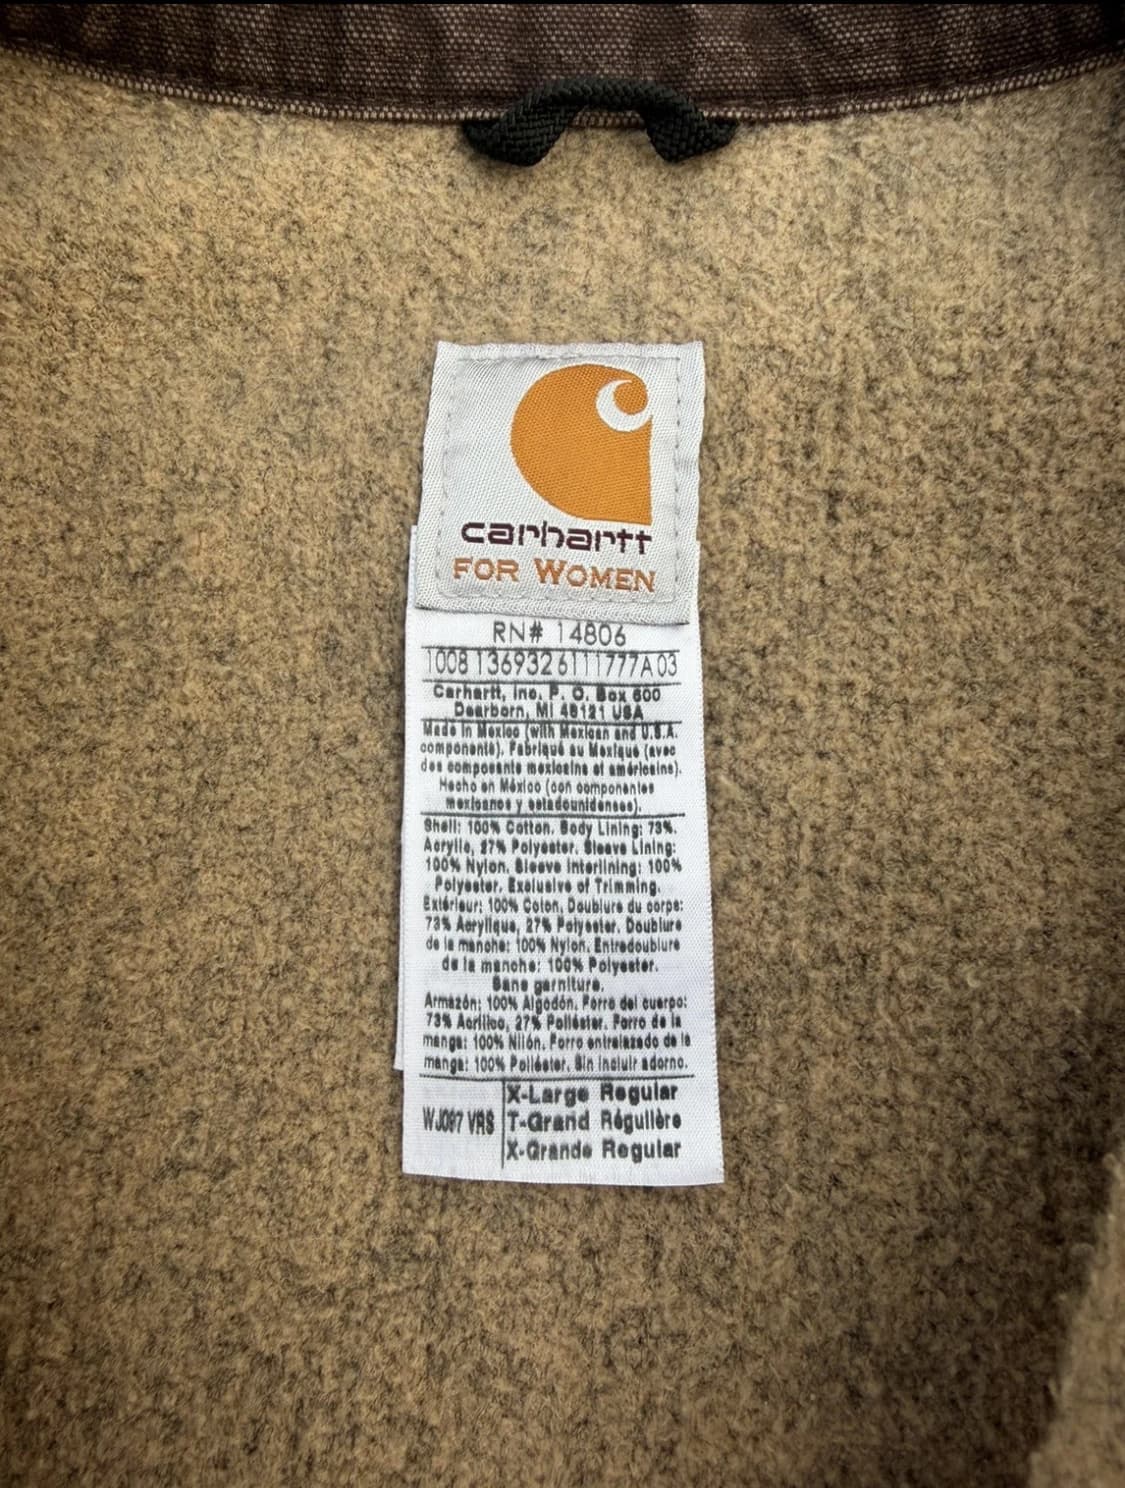 carhartt
FOR WOMEN
RN# 14806
1008 1369326111777A 03
Carhartt, Inc. P. O. Box 600
Dearborn, MI 48121 USA
Made in Mexico (with Mexican and U.S.A.
components). Fabriqué au Mexique (avec
des composants mexicains et américains).
Hecho en México (con componentes
mexicanos y estadounidenses).
Shell: 100% Cotton. Body Lining: 73%.
Acrylic, 27% Polyester. Sleeve Lining:
100% Nylon. Sleeve Interlining: 100%
Polyester. Exclusive of Trimming.
Extérieur: 100% Coton. Doublure du corps:
73% Acrylique, 27% Polyester. Doublure
de la manche: 100% Nylon. Entredoublure
de la manche: 100% Polyester.
Sans garniture.
Armazón: 100% Algodón. Forro del cuerpo:
73% Acrílico, 27% Poliéster. Forro de la
manga: 100% Nilón. Forro entrelazado de la
manga: 100% Poliéster. Sin incluir adorno.
WJ097 VRS
X-Large Regular
T-Grand Régulière
X-Grande Regular